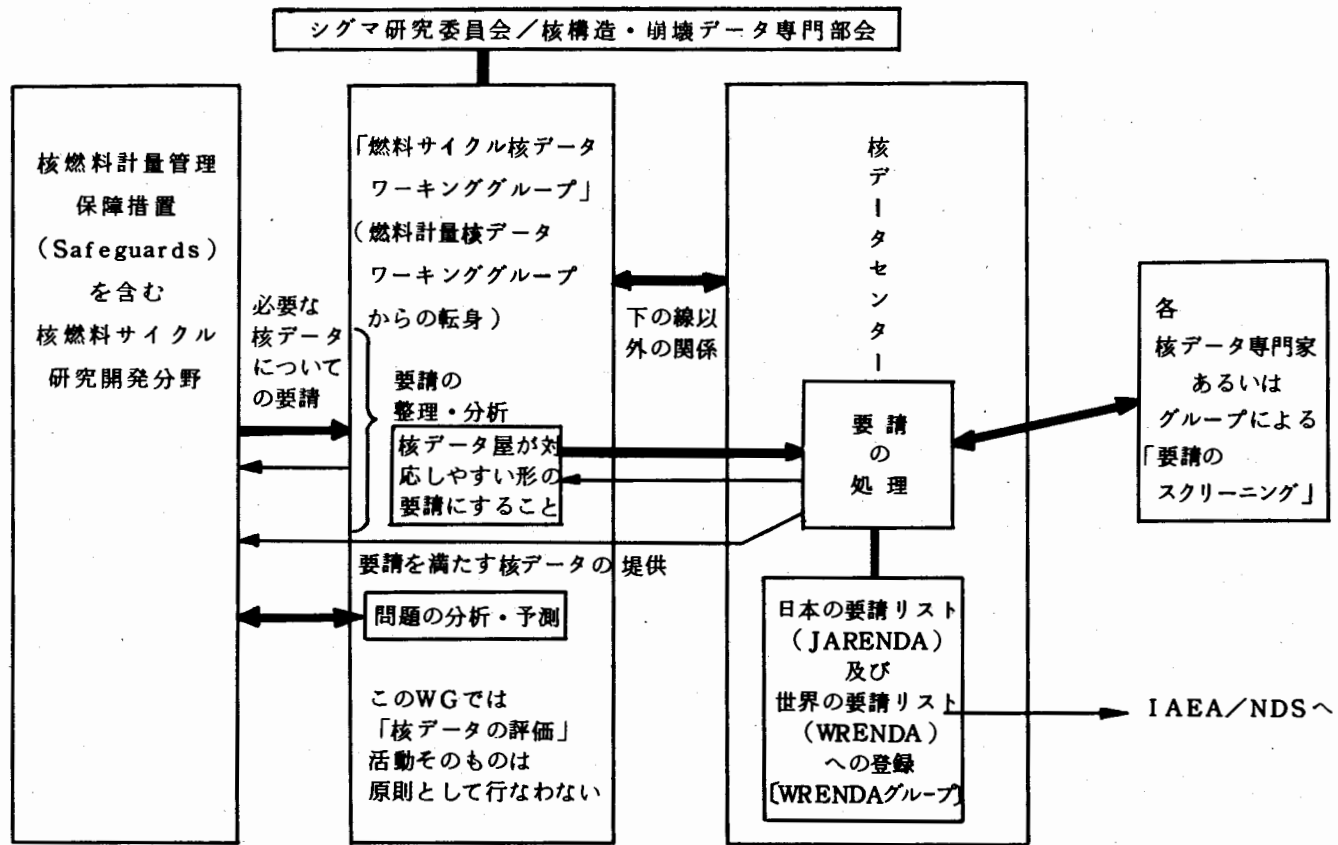 シグマ研究委員会／核構造・崩壊データ専門部会
核燃料計量管理
保障措置
（Safeguards）
を含む
核燃料サイクル
研究開発分野
必要な
核データ
についての
の要請
「燃料サイクル核データ
ワーキンググループ」
（燃料計量核データ
ワーキンググループ
からの転身）
要請の
整理・分析
核データ屋が対
応しやすい形の
要請にすること
要請を満たす核データの堤供
問題の分析・予測
このWGでは
「核データの評価」
活動そのものは
原則として行なわない
下の線以
外の関係
核データセンター
要請
の
処理
日本の要請リスト
（JARENDA）
及び
世界の要請リスト
（WRENDA）
への登録
〔WRENDAグループ〕
各
核データ専門家
あるいは
グループによる
「要請の
スクリーニング」
IAEA／NDSへ